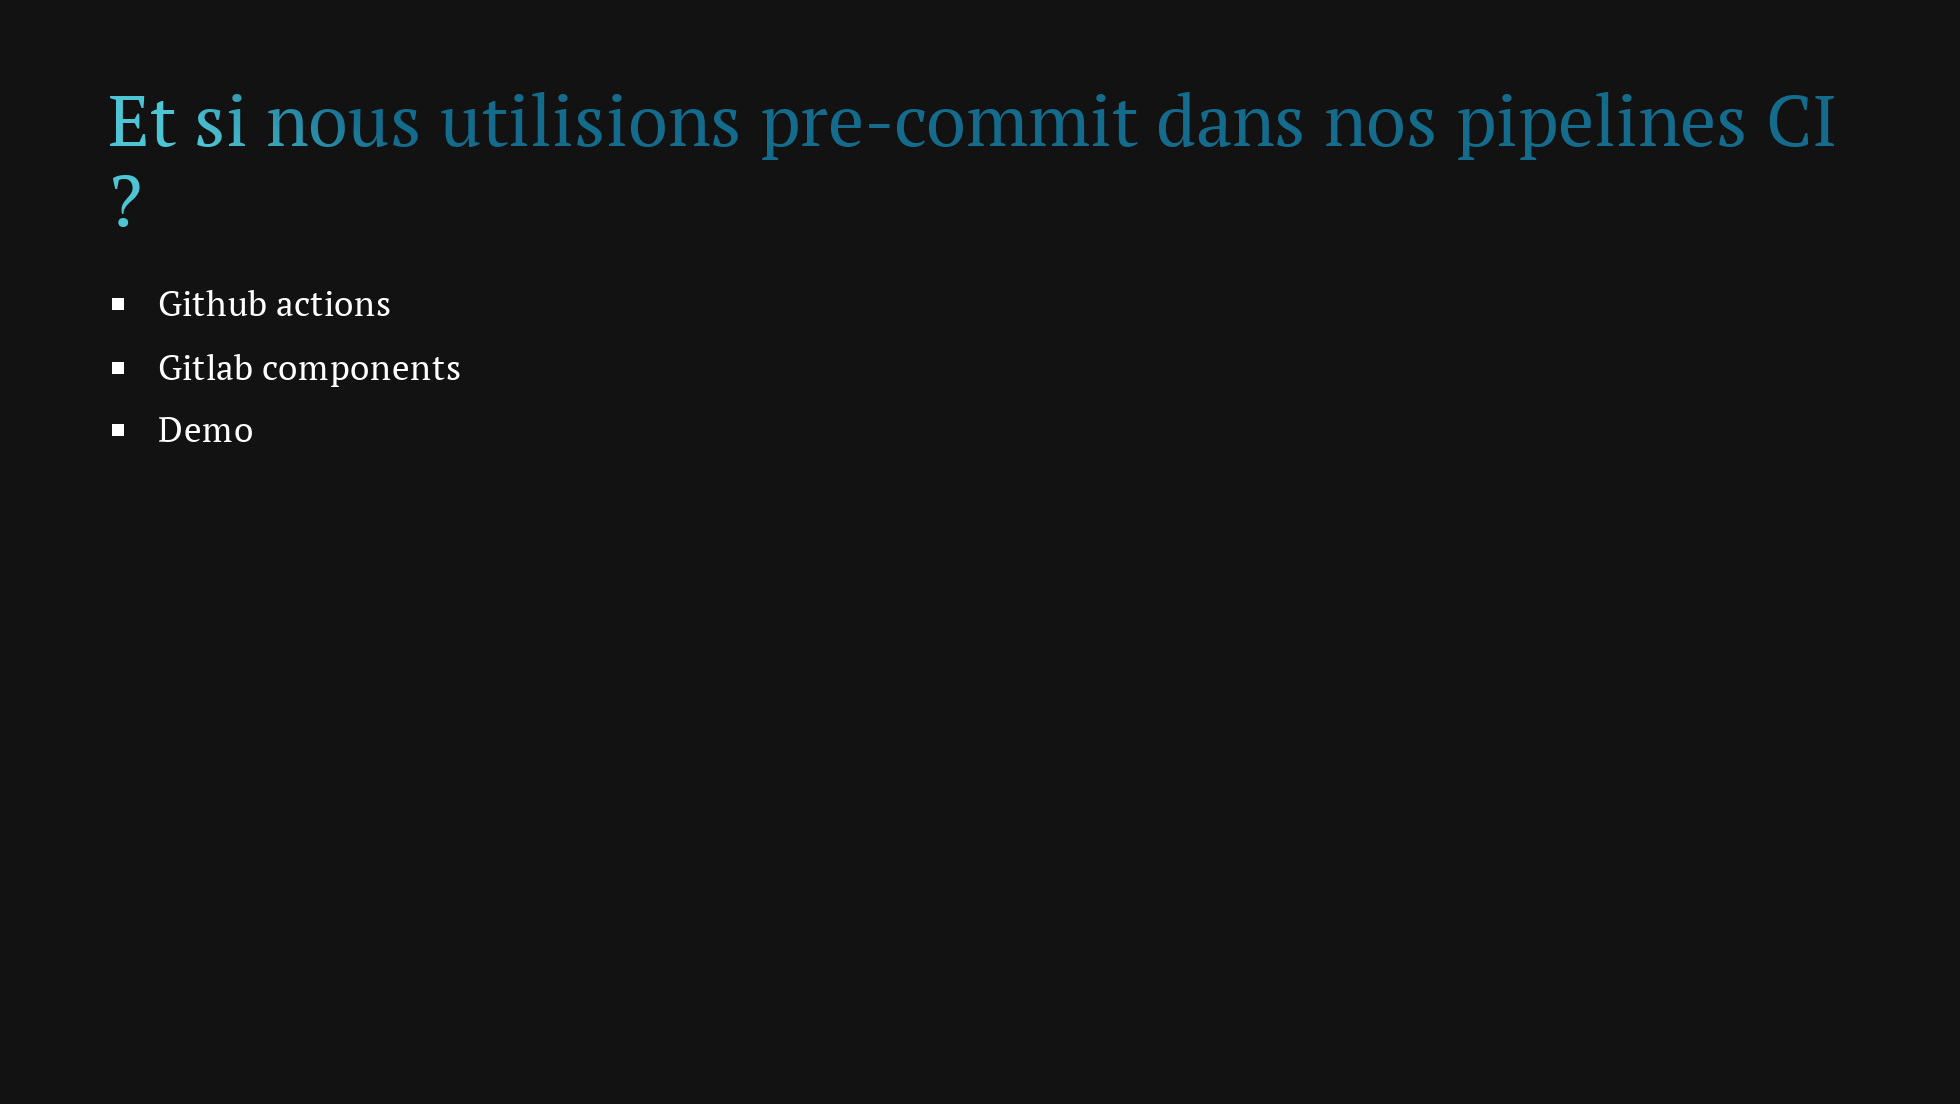 Et si nous utilisions pre-commit dans nos pipelines CI
?
Github actions
Gitlab components
Demo